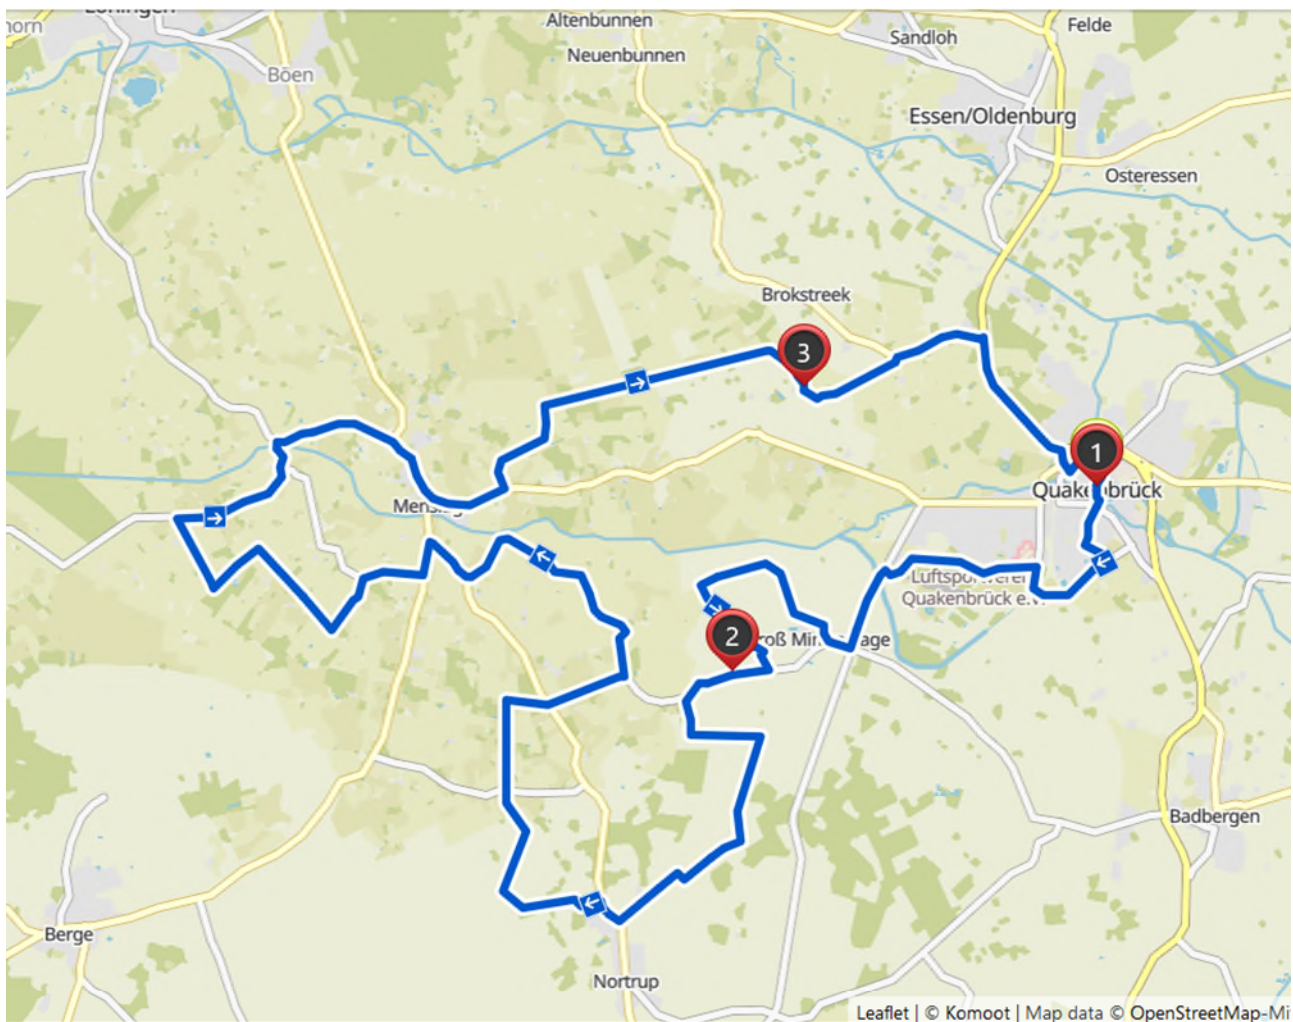 Altenbunnen
Felde
Sandloh
Neuenbunnen
Böen
Essen/Oldenburg
Osteressen
Brokstreek
3
1
Quakenbrück
Luftsportverei
Quakenbrück e.V.
2
Badbergen
Berge
Nortrup
Leaflet | © Komoot | Map data © OpenStreetMap-Mi